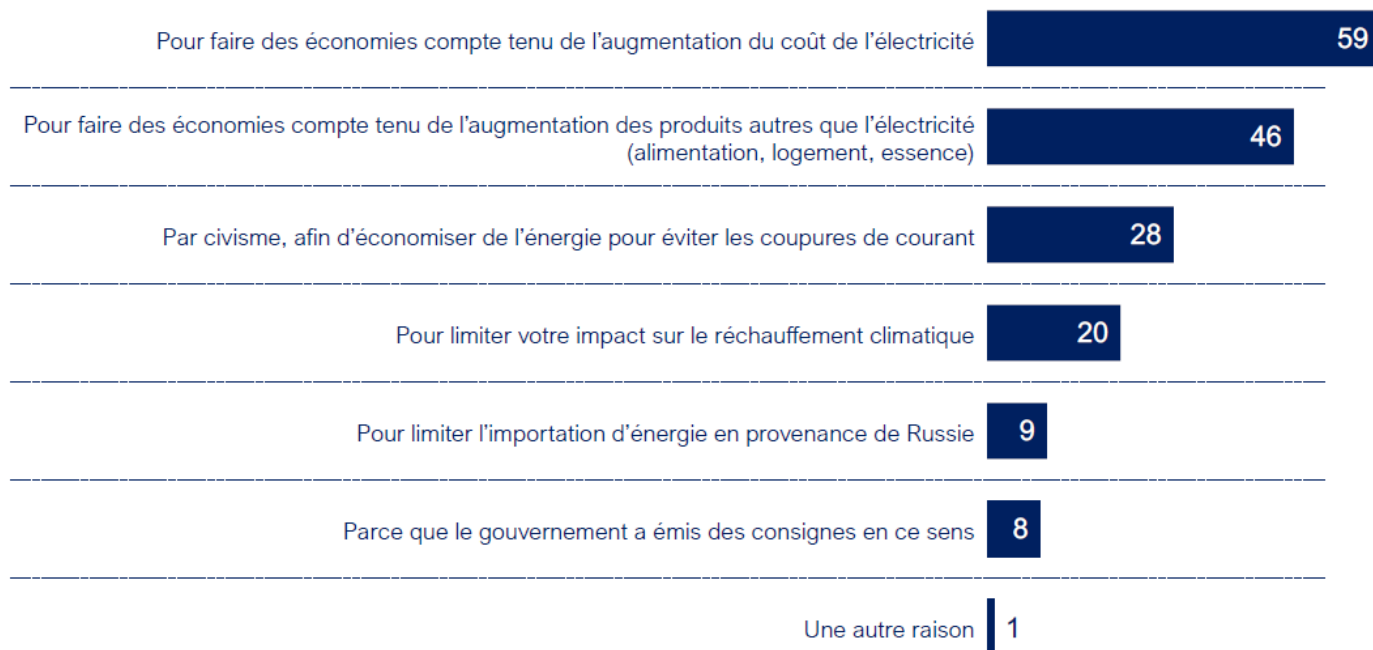 Pour faire des économies compte tenu de l'augmentation du coût de l'électricité 59
Pour faire des économies compte tenu de l'augmentation des produits autres que l'électricité
(alimentation, logement, essence) 46
Par civisme, afin d'économiser de l'énergie pour éviter les coupures de courant 28
Pour limiter votre impact sur le réchauffement climatique 20
Pour limiter l'importation d'énergie en provenance de Russie 9
Parce que le gouvernement a émis des consignes en ce sens 8
Une autre raison 1